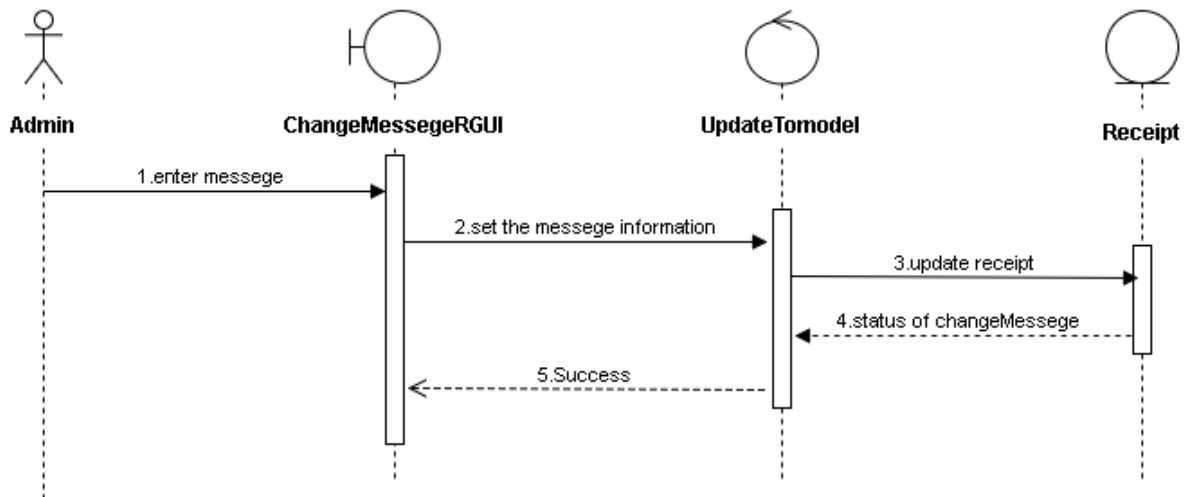 Admin
ChangeMessegeRGUI
UpdateTomodel
Receipt
1.enter messege
2.set the messege information
3.update receipt
4.status of changeMessege
5.Success